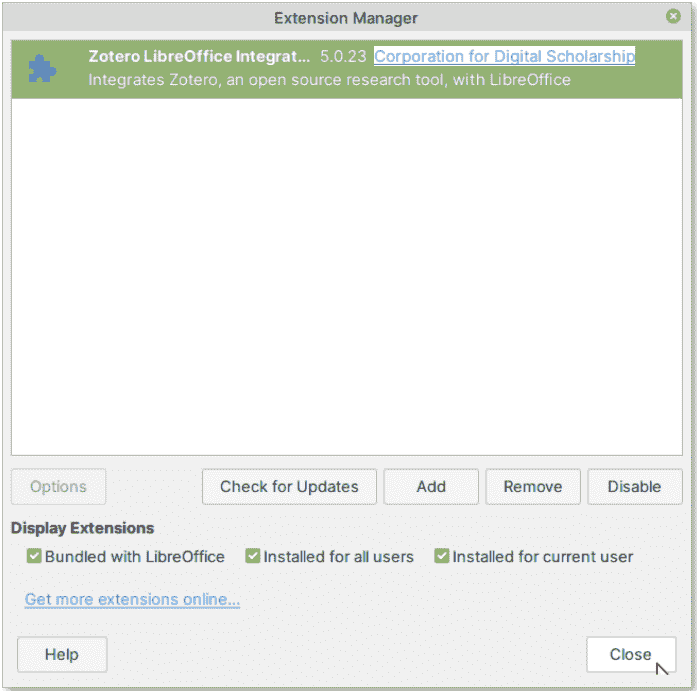 Extension Manager
Zotero LibreOffice Integrat... 5.0.23 Corporation for Digital Scholarship
Integrates Zotero, an open source research tool, with LibreOffice
Options Check for Updates Add Remove Disable
Display Extensions
Bundled with LibreOffice Installed for all users Installed for current user
Get more extensions online...
Help Close